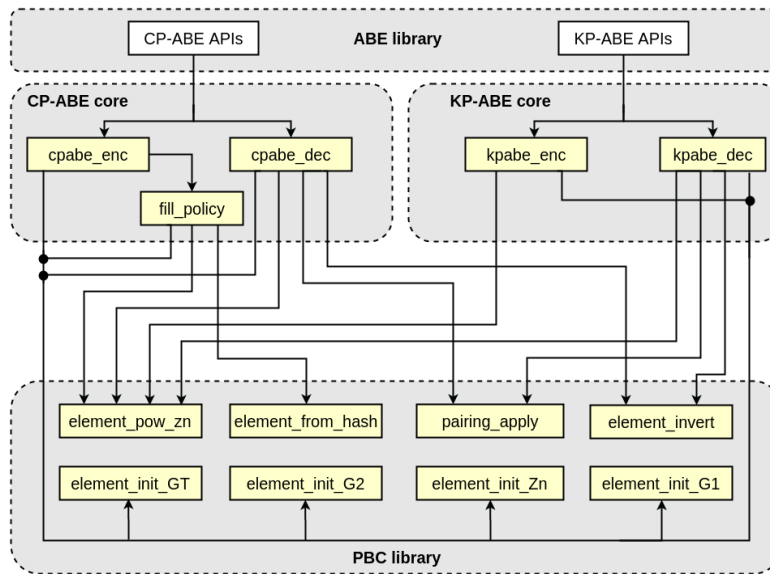 CP-ABE APIs
ABE library
KP-ABE APIs
CP-ABE core
KP-ABE core
cpabe_enc
cpabe_dec
kpabe_enc
kpabe_dec
fill_policy
element_pow_zn
element_from_hash
pairing_apply
element_invert
element_init_GT
element_init_G2
element_init_Zn
element_init_G1
PBC library